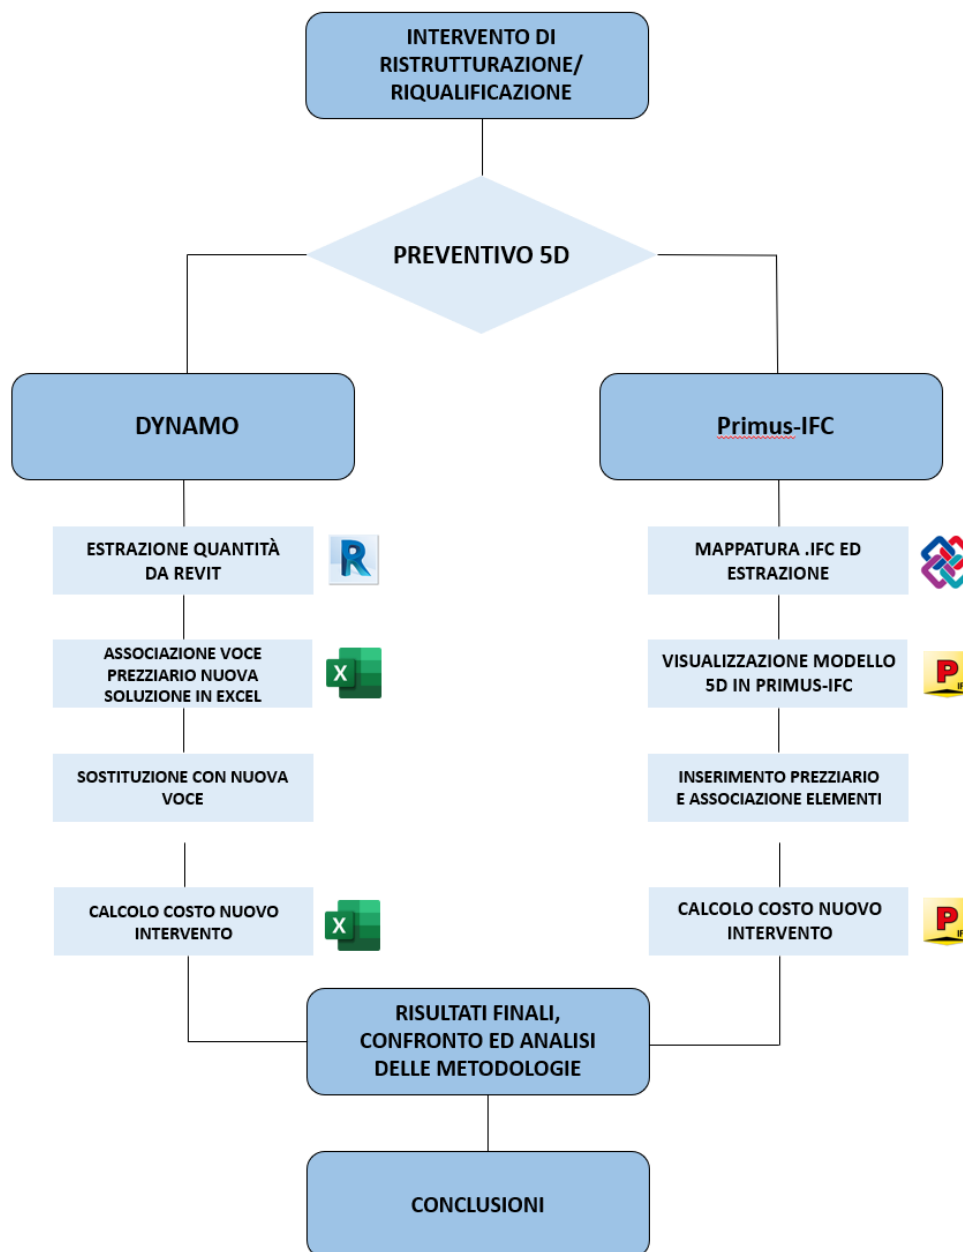 INTERVENTO DI
RISTRUTTURAZIONE/
RIQUALIFICAZIONE
PREVENTIVO 5D
DYNAMO
Primus-IFC
ESTRAZIONE QUANTITÀ
DA REVIT
R
MAPPATURA .IFC ED
ESTRAZIONE
ASSOCIAZIONE VOCE
PREZZIARIO NUOVA
SOLUZIONE IN EXCEL
X
VISUALIZZAZIONE MODELLO
5D IN PRIMUS-IFC
P
IF
SOSTITUZIONE CON NUOVA
VOCE
INSERIMENTO PREZZIARIO
E ASSOCIAZIONE ELEMENTI
CALCOLO COSTO NUOVO
INTERVENTO
X
CALCOLO COSTO NUOVO
INTERVENTO
P
IF
RISULTATI FINALI,
CONFRONTO ED ANALISI
DELLE METODOLOGIE
CONCLUSIONI